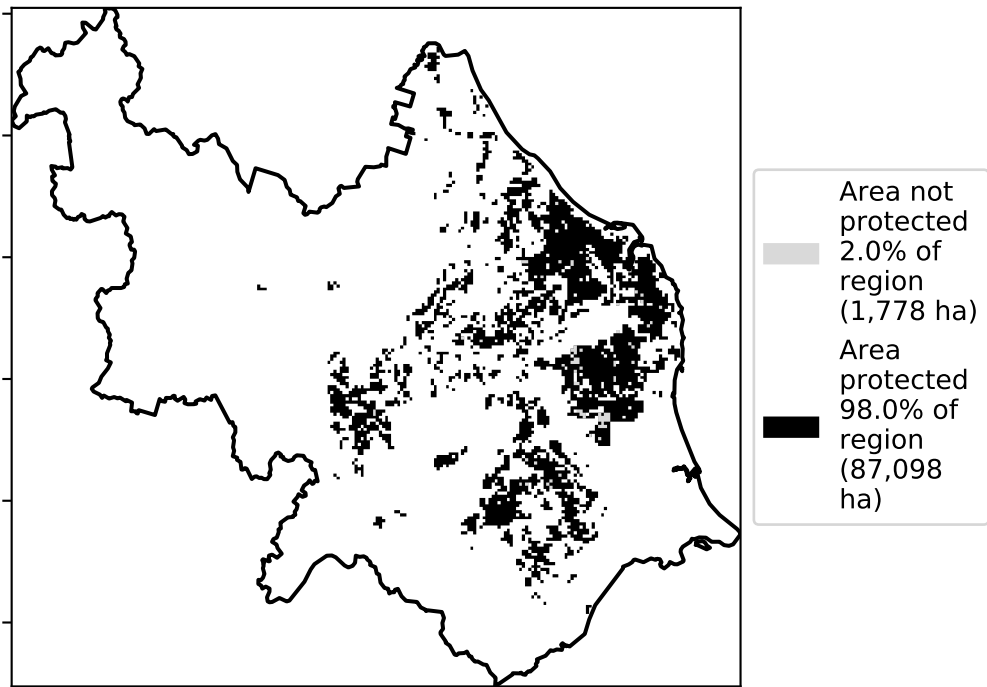 Area not
protected
2.0% of
region
(1,778 ha)
Area
protected
98.0% of
region
(87,098
ha)